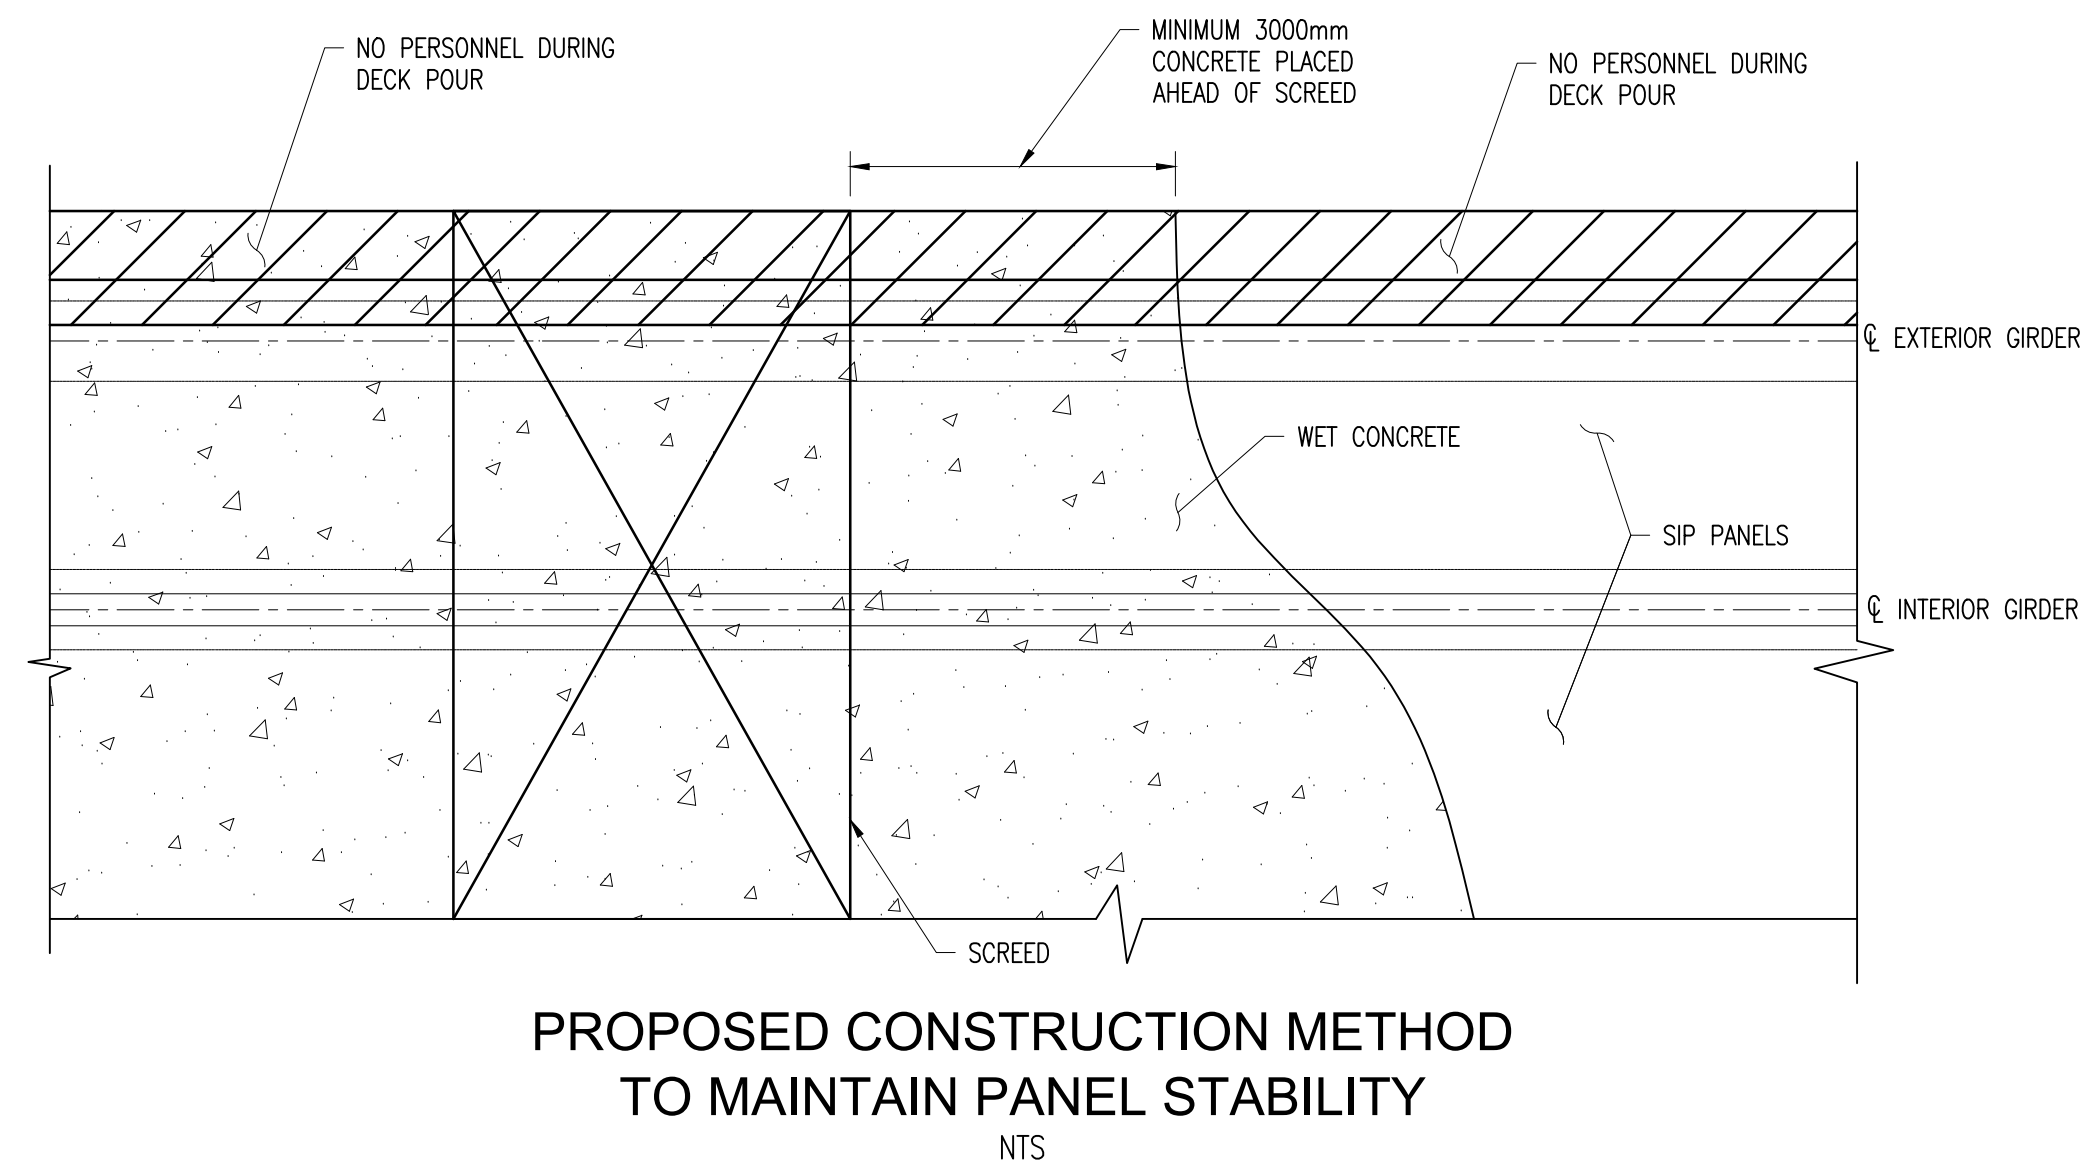 NO PERSONNEL DURING
DECK POUR
MINIMUM 3000mm
CONCRETE PLACED
AHEAD OF SCREED
NO PERSONNEL DURING
DECK POUR
℄ EXTERIOR GIRDER
WET CONCRETE
SIP PANELS
℄ INTERIOR GIRDER
SCREED
PROPOSED CONSTRUCTION METHOD
TO MAINTAIN PANEL STABILITY
NTS